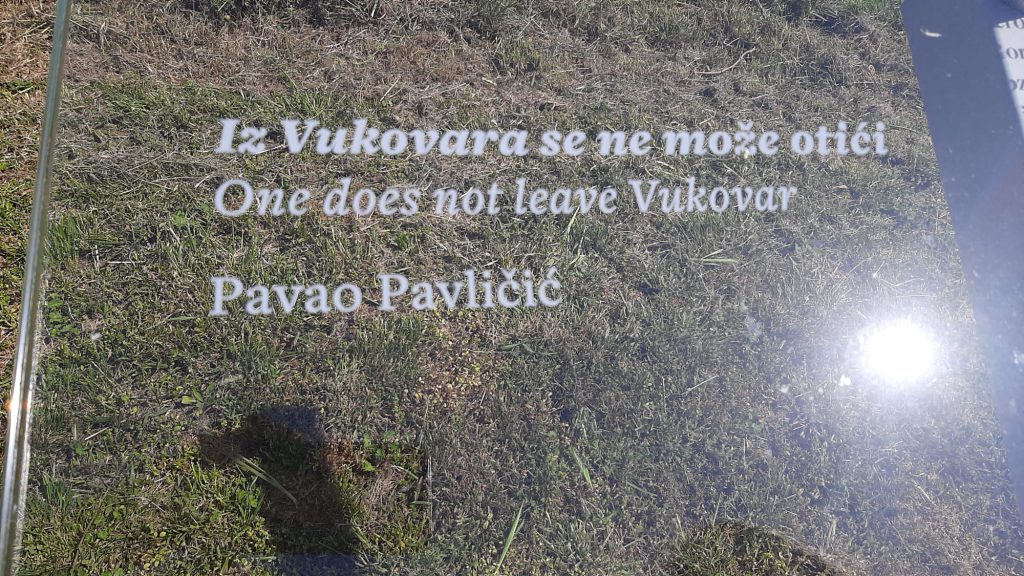 Iz Vukovara se ne može otići
One does not leave Vukovar
Pavao Pavličić